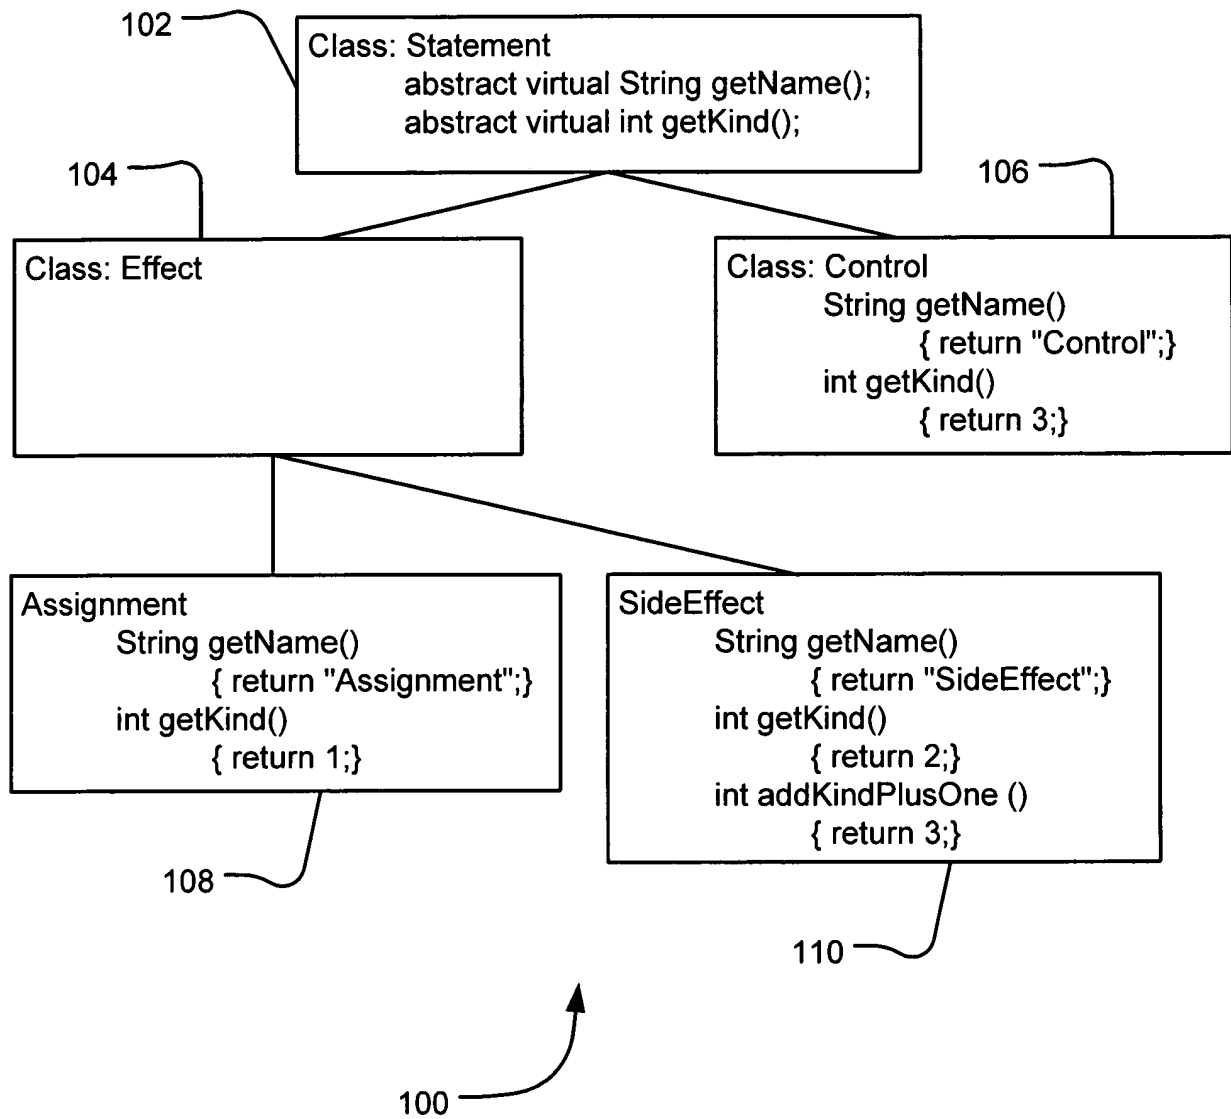 102
Class: Statement
abstract virtual String getName();
abstract virtual int getKind();
104
106
Class: Effect
Class: Control
String getName()
{ return "Control";}
int getKind()
{ return 3;}
Assignment
String getName()
{ return "Assignment";}
int getKind()
{ return 1;}
SideEffect
String getName()
{ return "SideEffect";}
int getKind()
{ return 2;}
int addKindPlusOne ()
{ return 3;}
108
110
100